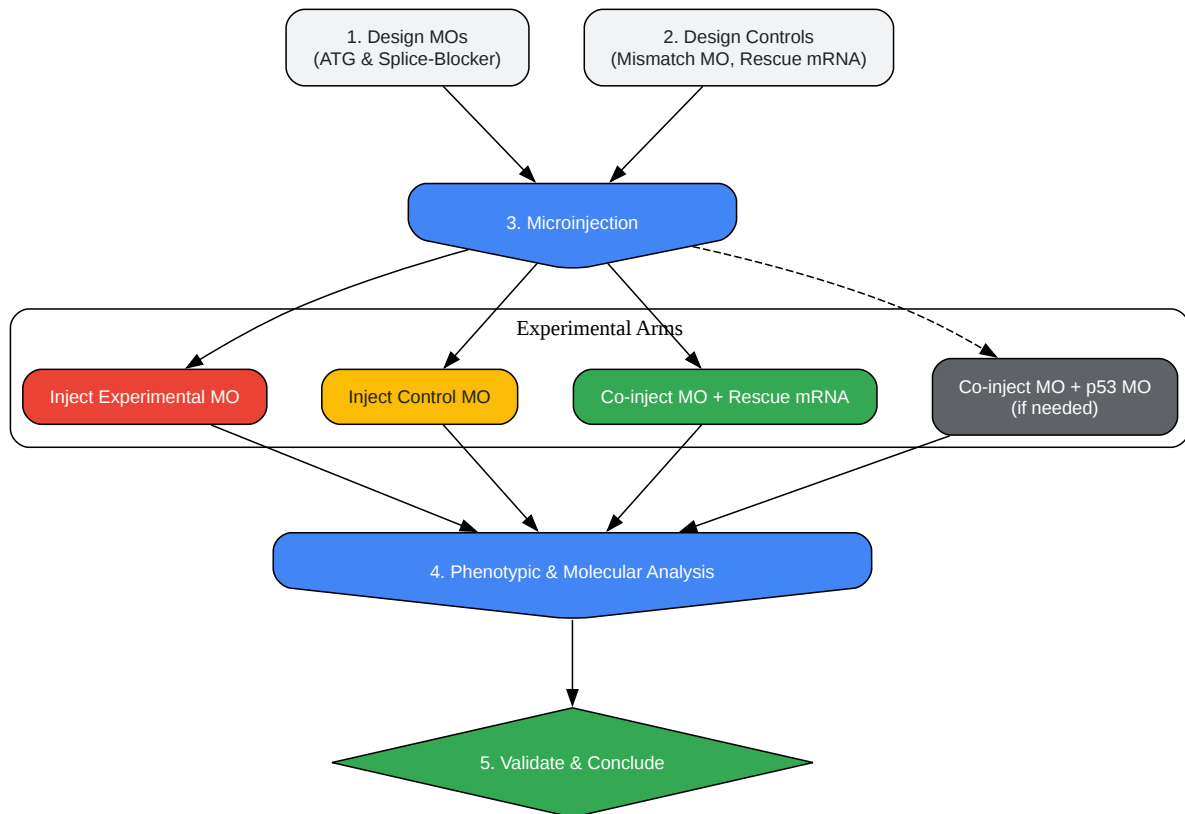 1. Design MOs
(ATG & Splice-Blocker)
2. Design Controls
(Mismatch MO, Rescue mRNA)
3. Microinjection
Experimental Arms
Inject Experimental MO
Inject Control MO
Co-inject MO + Rescue mRNA
Co-inject MO + p53 MO
(if needed)
4. Phenotypic & Molecular Analysis
5. Validate & Conclude